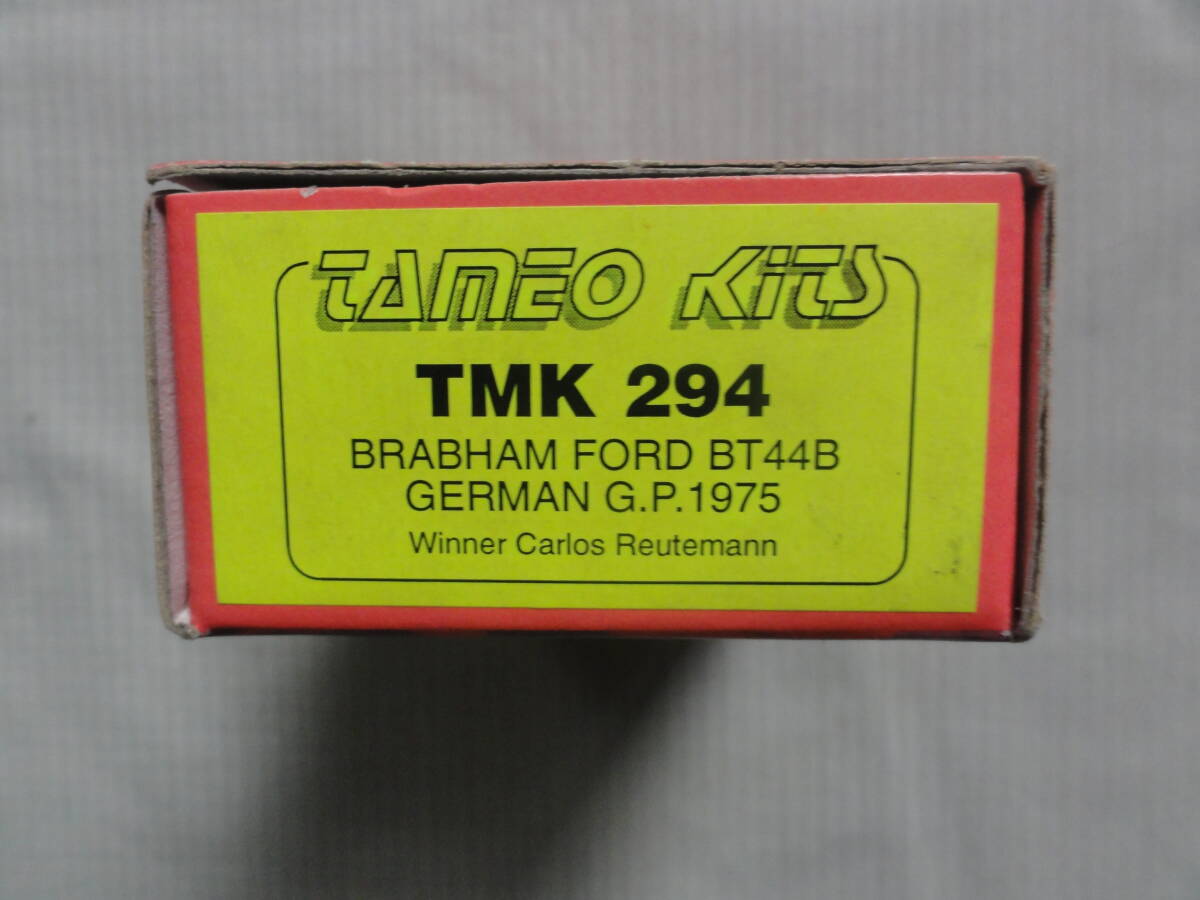 TAMEO KiTS
TMK 294
BRABHAM FORD BT44B
GERMAN G.P.1975
Winner Carlos Reutemann